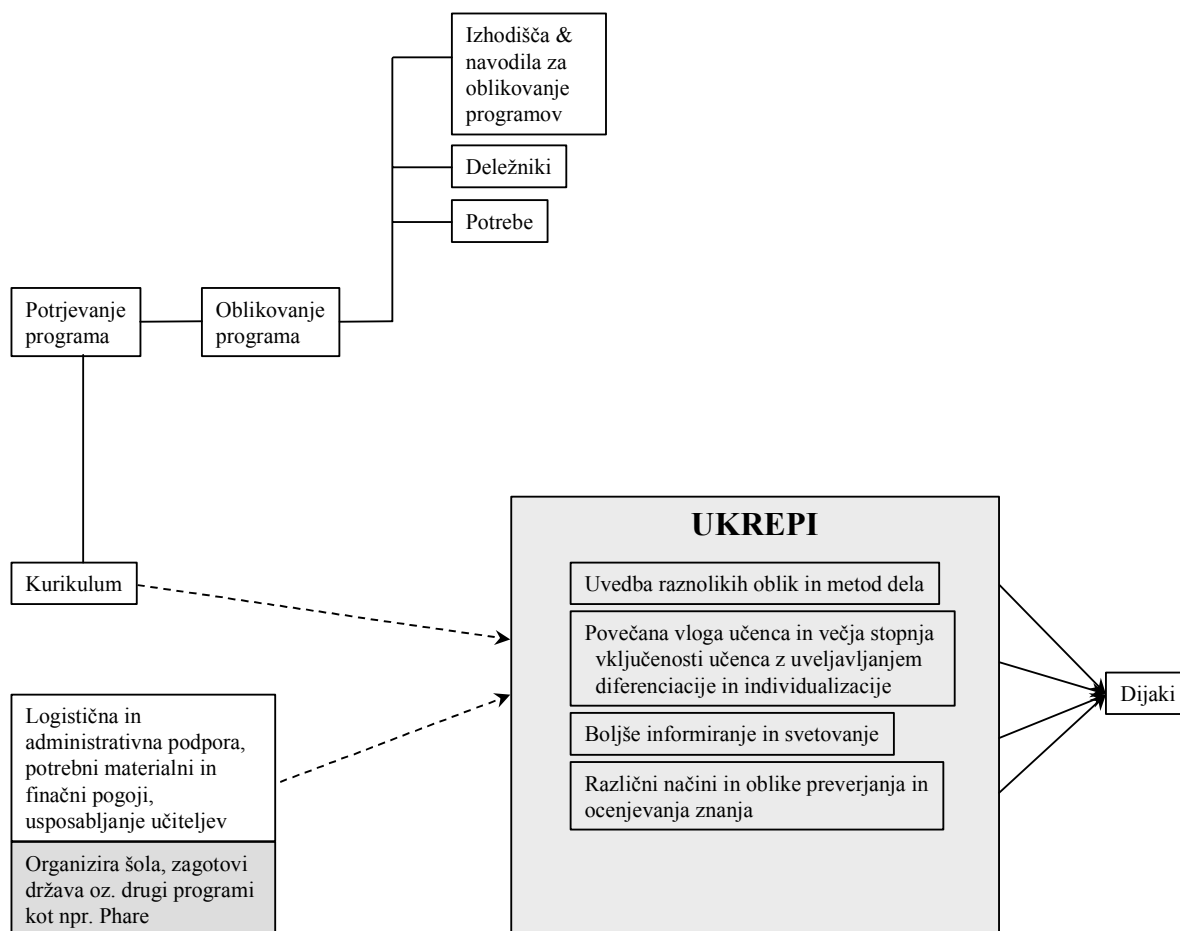 Izhodišča &
navodila za
oblikovanje
programov
Deležniki
Potrebe
Potrjevanje
programa
Oblikovanje
programa
UKREPI
Kurikulum
Uvedba raznolikih oblik in metod dela
Povečana vloga učenca in večja stopnja
vključenosti učenca z uveljavljanjem
diferenciacije in individualizacije
Boljše informiranje in svetovanje
Različni načini in oblike preverjanja in
ocenjevanja znanja
Dijaki
Logistična in
administrativna podpora,
potrebni materialni in
finačni pogoji,
usposabljanje učiteljev
Organizira šola, zagotovi
država oz. drugi programi
kot npr. Phare